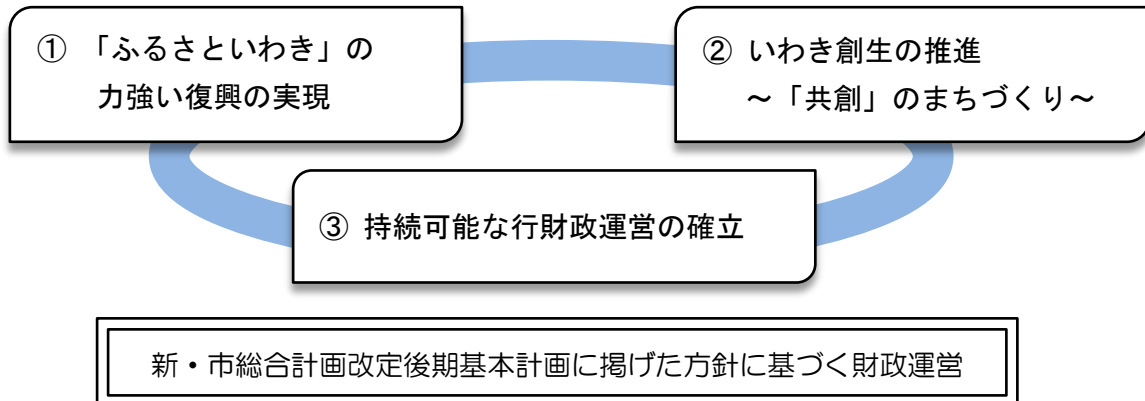 ① 「ふるさといわき」の
力強い復興の実現
② いわき創生の推進
～「共創」のまちづくり～
③ 持続可能な行財政運営の確立
新・市総合計画改定後期基本計画に掲げた方針に基づく財政運営